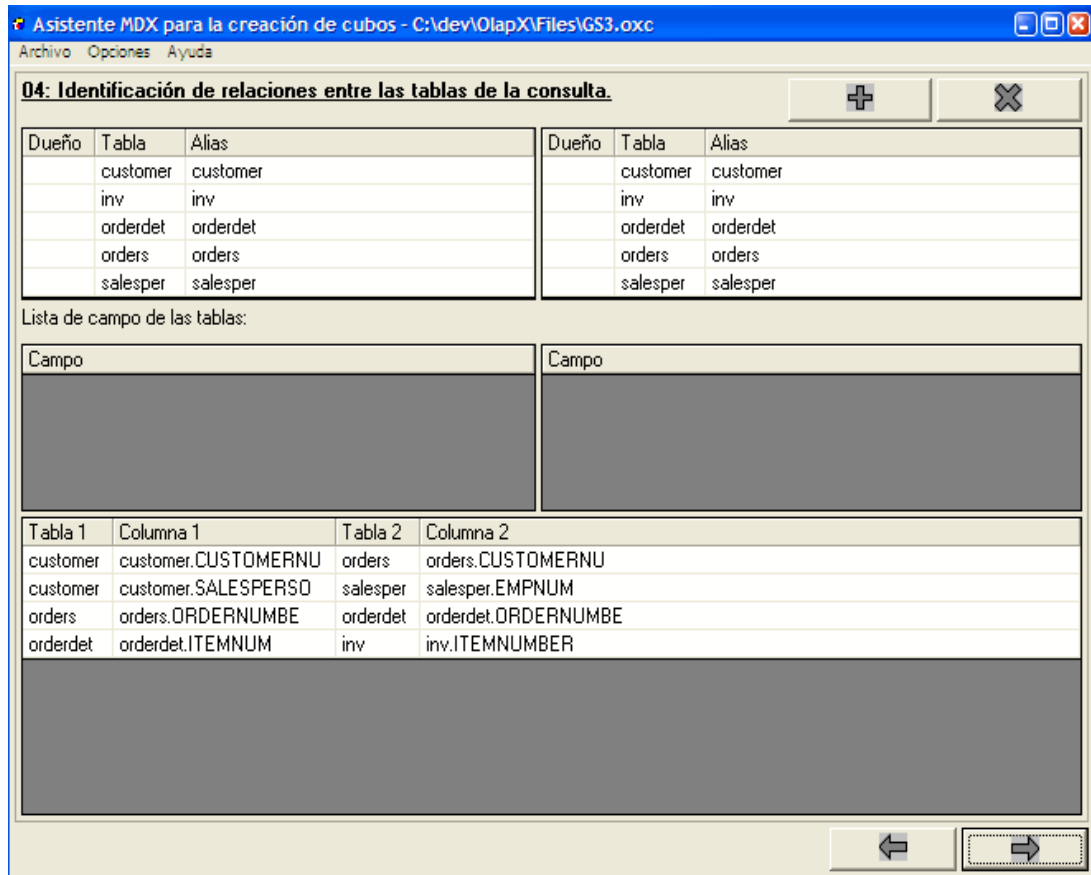 Asistente MDX para la creación de cubos - C:\dev\OlapX\Files\GS3.oxc
Archivo Opciones Ayuda
04: Identificación de relaciones entre las tablas de la consulta.
Dueño Tabla Alias Dueño Tabla Alias
customer customer customer customer
inv inv inv inv
orderdet orderdet orderdet orderdet
orders orders orders orders
salesper salesper salesper salesper
Lista de campo de las tablas:
Campo Campo
Tabla 1 Columna 1 Tabla 2 Columna 2
customer customer.CUSTOMERNU orders orders.CUSTOMERNU
customer customer.SALESPERSO salesper salesper.EMPNUM
orders orders.ORDERNUMBE orderdet orderdet.ORDERNUMBE
orderdet orderdet.ITEMNUM inv inv.ITEMNUMBER